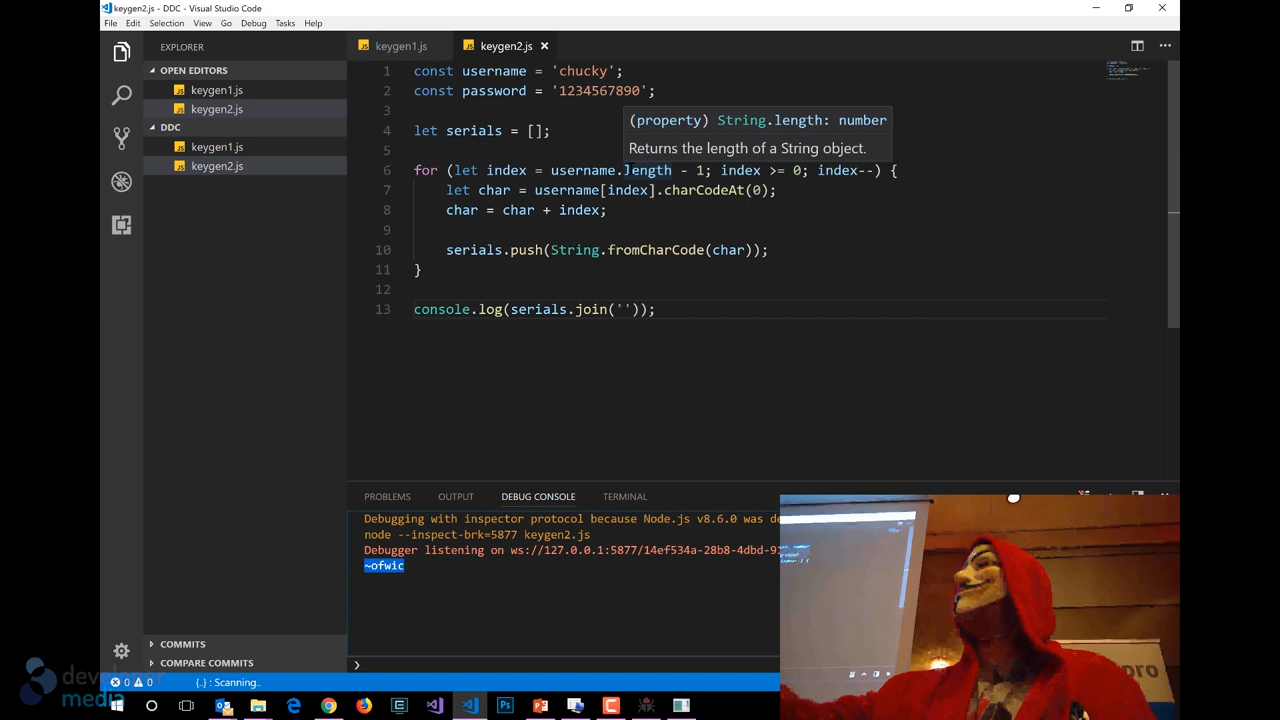 keygen2.js - DDC - Visual Studio Code
File Edit Selection View Go Debug Tasks Help
EXPLORER
OPEN EDITORS
keygen1.js
keygen2.js
DDC
keygen1.js
keygen2.js
COMMITS
COMPARE COMMITS
keygen1.js keygen2.js
1 const username = 'chucky';
2 const password = '1234567890';
3
4 let serials = [];
5
(property) String.length: number
Returns the length of a String object.
6 for (let index = username.length - 1; index >= 0; index--) {
7 let char = username[index].charCodeAt(0);
8 char = char + index;
9
10 serials.push(String.fromCharCode(char));
11 }
12
13 console.log(serials.join(''));
PROBLEMS OUTPUT DEBUG CONSOLE TERMINAL
Debugging with inspector protocol because Node.js v8.6.0 was
node --inspect-brk=5877 keygen2.js
Debugger listening on ws://127.0.0.1:5877/14ef534a-28b8-4dbd-
~ofwic
0 0 {..} : Scanning..
developer
media